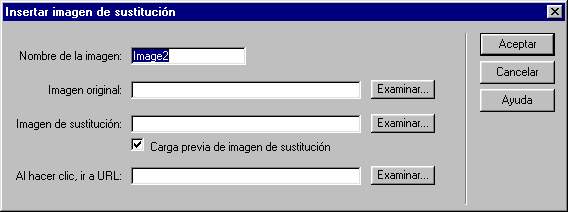 Insertar imagen de sustitución
Nombre de la imagen: Image2
Aceptar
Cancelar
Imagen original: Examinar...
Ayuda
Imagen de sustitución: Examinar...
Carga previa de imagen de sustitución
Al hacer clic, ir a URL: Examinar...